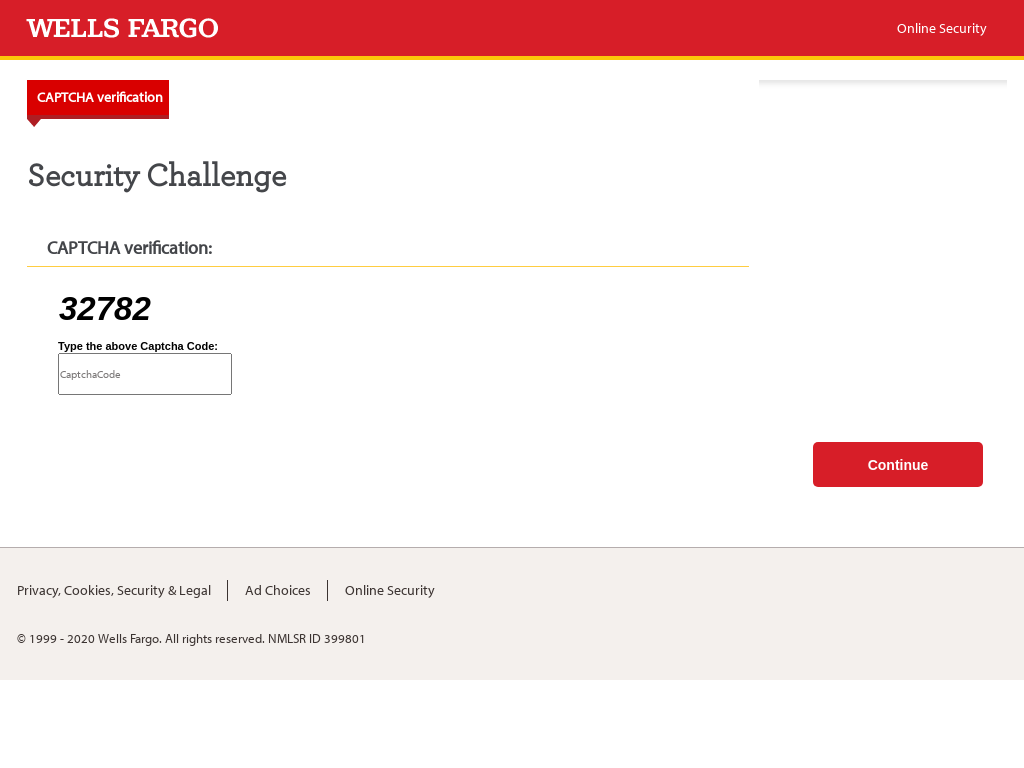 WELLS FARGO
Online Security
CAPTCHA verification
Security Challenge
CAPTCHA verification:
32782
Type the above Captcha Code:
CaptchaCode
Continue
Privacy, Cookies, Security & Legal
Ad Choices
Online Security
© 1999 - 2020 Wells Fargo. All rights reserved. NMLSR ID 399801